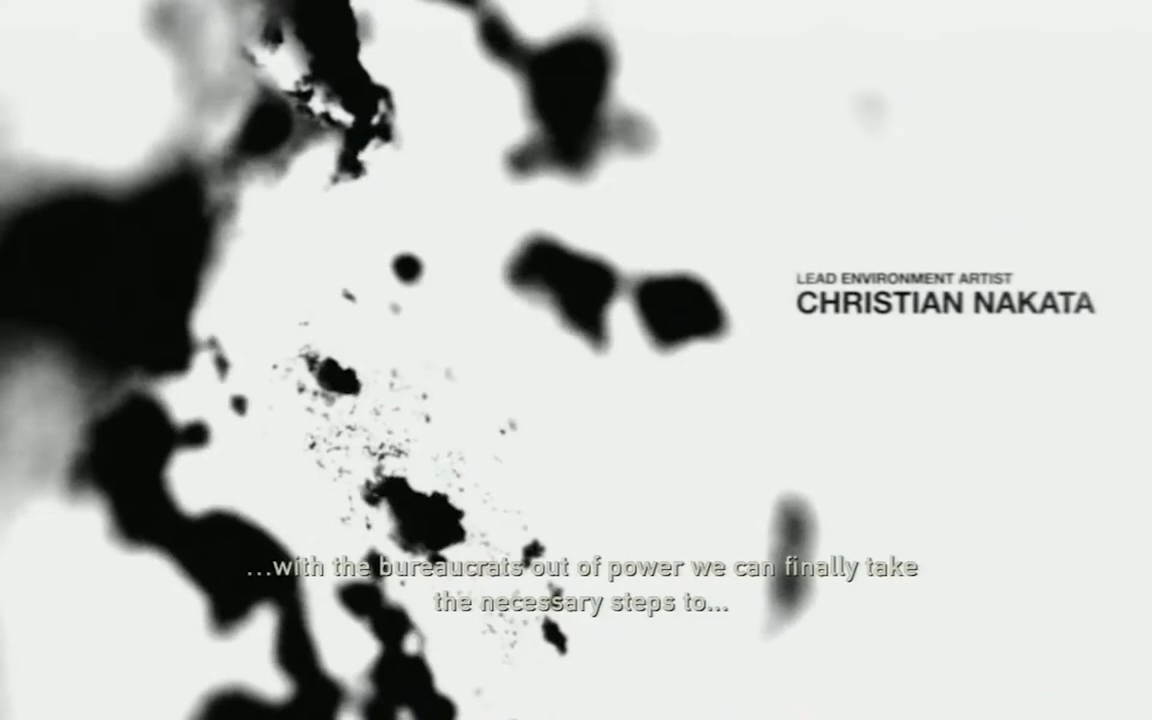 LEAD ENVIRONMENT ARTIST
CHRISTIAN NAKATA
...with the bureaucrats out of power we can finally take
the necessary steps to...